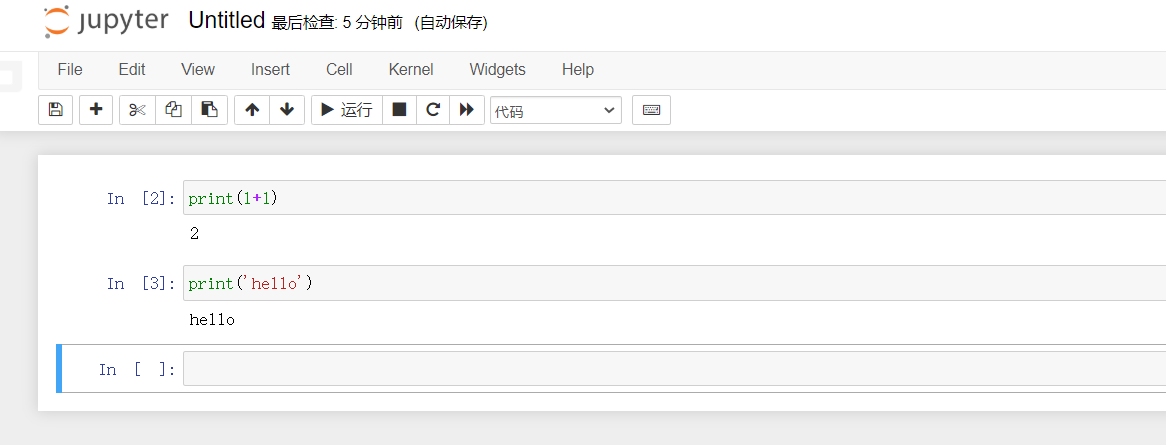 jupyter Untitled 最后检查: 5 分钟前 (自动保存)
File Edit View Insert Cell Kernel Widgets Help
运行 代码
In [2]: print(1+1)
2
In [3]: print('hello')
hello
In [ ]: